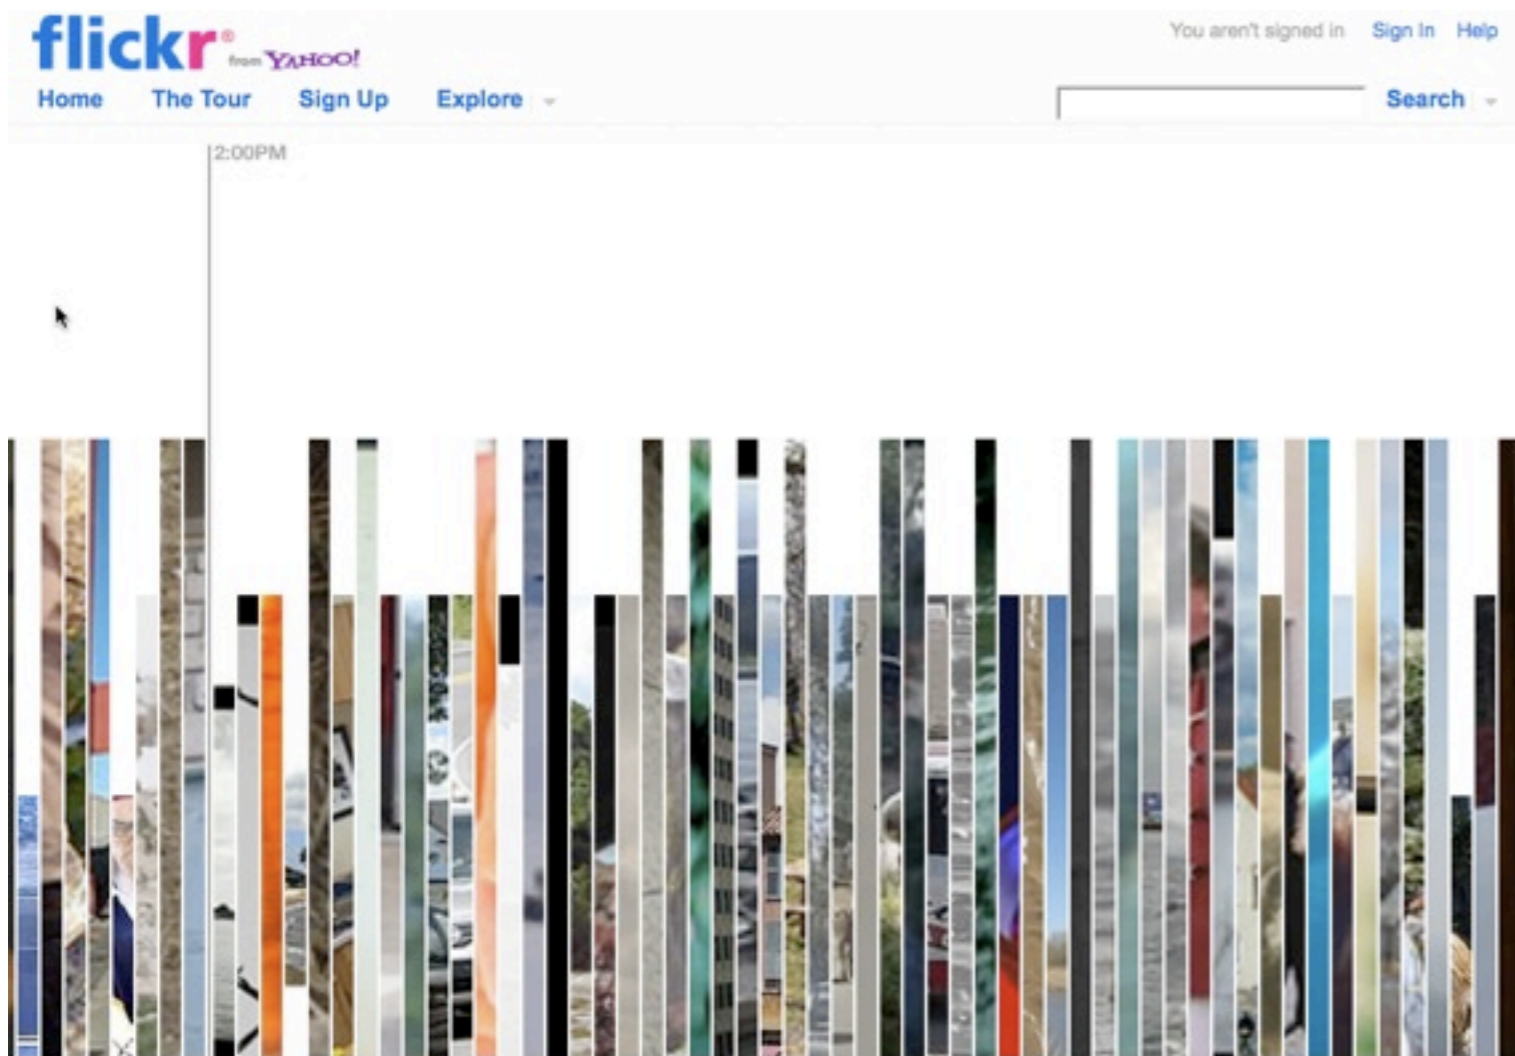 flickr® from YAHOO!
You aren't signed in Sign In Help
Home The Tour Sign Up Explore Search
2:00PM